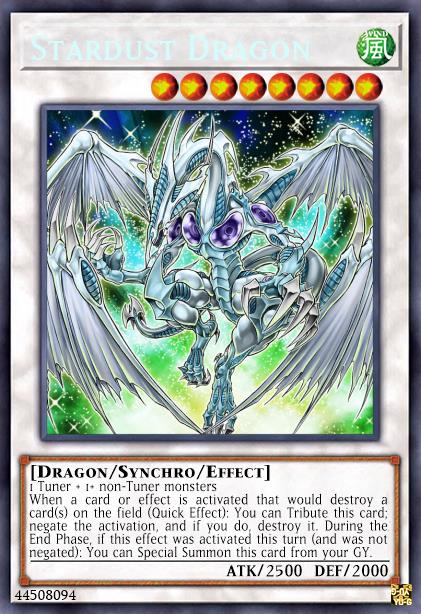 Stardust Dragon
WIND
風
[Dragon/Synchro/Effect]
1 Tuner + 1+ non-Tuner monsters
When a card or effect is activated that would destroy a
card(s) on the field (Quick Effect): You can Tribute this card;
negate the activation, and if you do, destroy it. During the
End Phase, if this effect was activated this turn (and was not
negated): You can Special Summon this card from your GY.
ATK/2500 DEF/2000
44508094